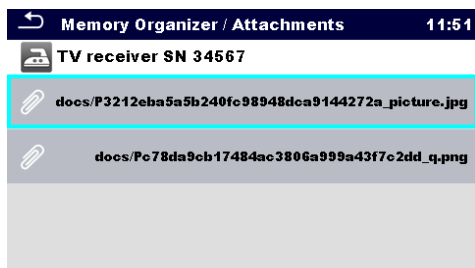 Memory Organizer / Attachments 11:51
TV receiver SN 34567
docs/P3212eba5a5b240fc98948dca9144272a_picture.jpg
docs/Pc78da9cb17484ac3806a999a43f7c2dd_q.png